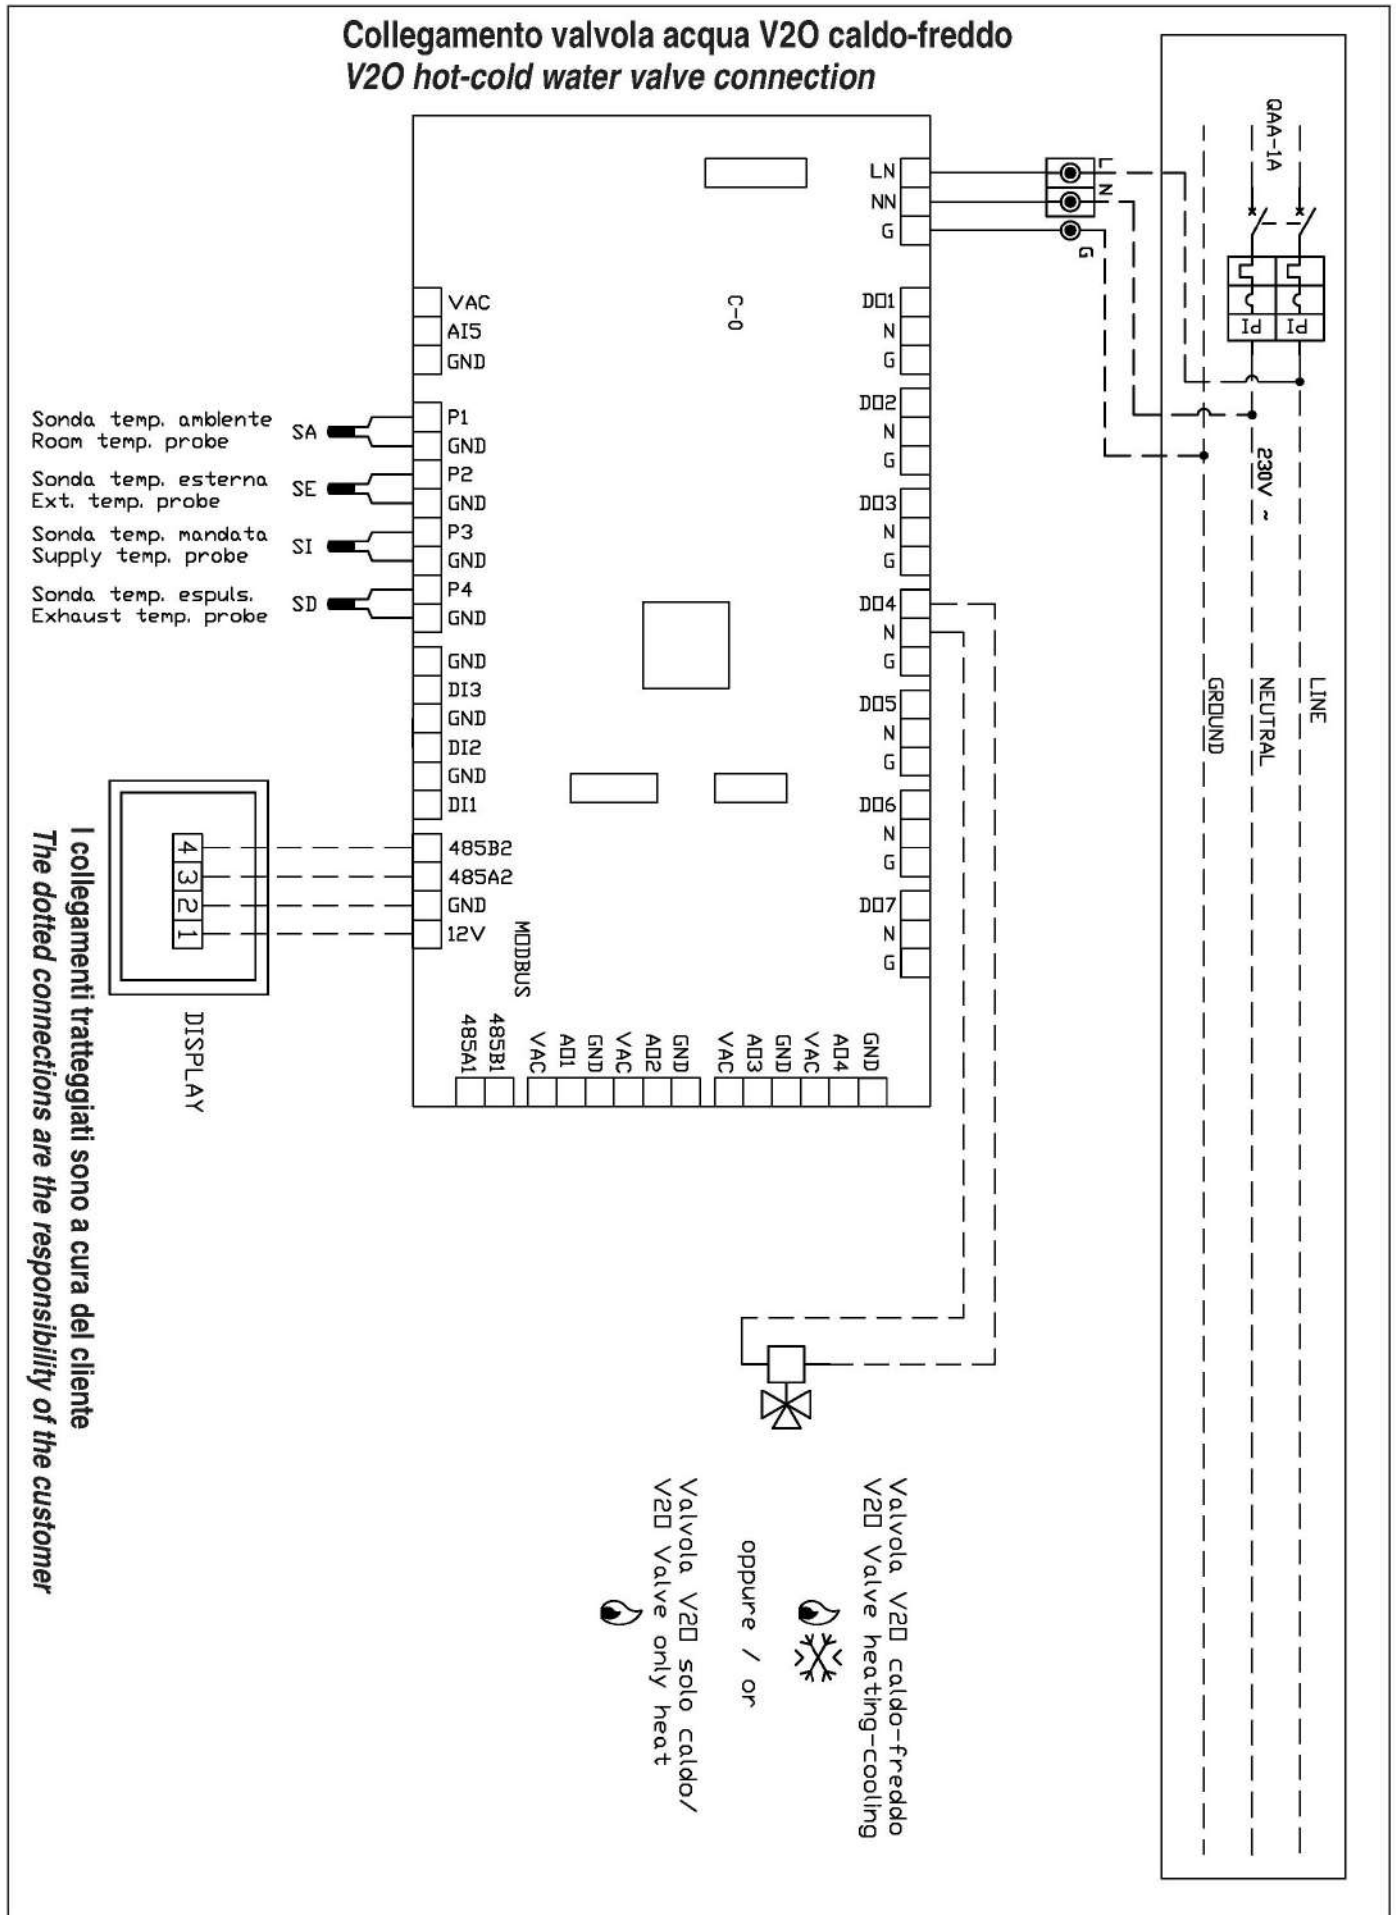 Collegamento valvola acqua V2O caldo-freddo
V2O hot-cold water valve connection
QAA-1A
PI
PI
230V ~
LINE
NEUTRAL
GROUND
L
N
G
LN
NN
G
C-0
DO1
N
G
DO2
N
G
DO3
N
G
DO4
N
G
DO5
N
G
DO6
N
G
DO7
N
G
VAC
AI5
GND
P1
GND
P2
GND
P3
GND
P4
GND
GND
DI3
GND
DI2
GND
DI1
485B2
485A2
GND
12V
MODBUS
485A1
485B1
VAC
AO1
GND
VAC
AO2
GND
VAC
AO3
GND
VAC
AO4
GND
Sonda temp. ambiente
Room temp. probe
SA
Sonda temp. esterna
Ext. temp. probe
SE
Sonda temp. mandata
Supply temp. probe
SI
Sonda temp. espuls.
Exhaust temp. probe
SD
4
3
2
1
DISPLAY
Valvola V2O caldo-freddo
V2O Valve heating-cooling
oppure / or
Valvola V2O solo caldo/
V2O Valve only heat
I collegamenti tratteggiati sono a cura del cliente
The dotted connections are the responsibility of the customer